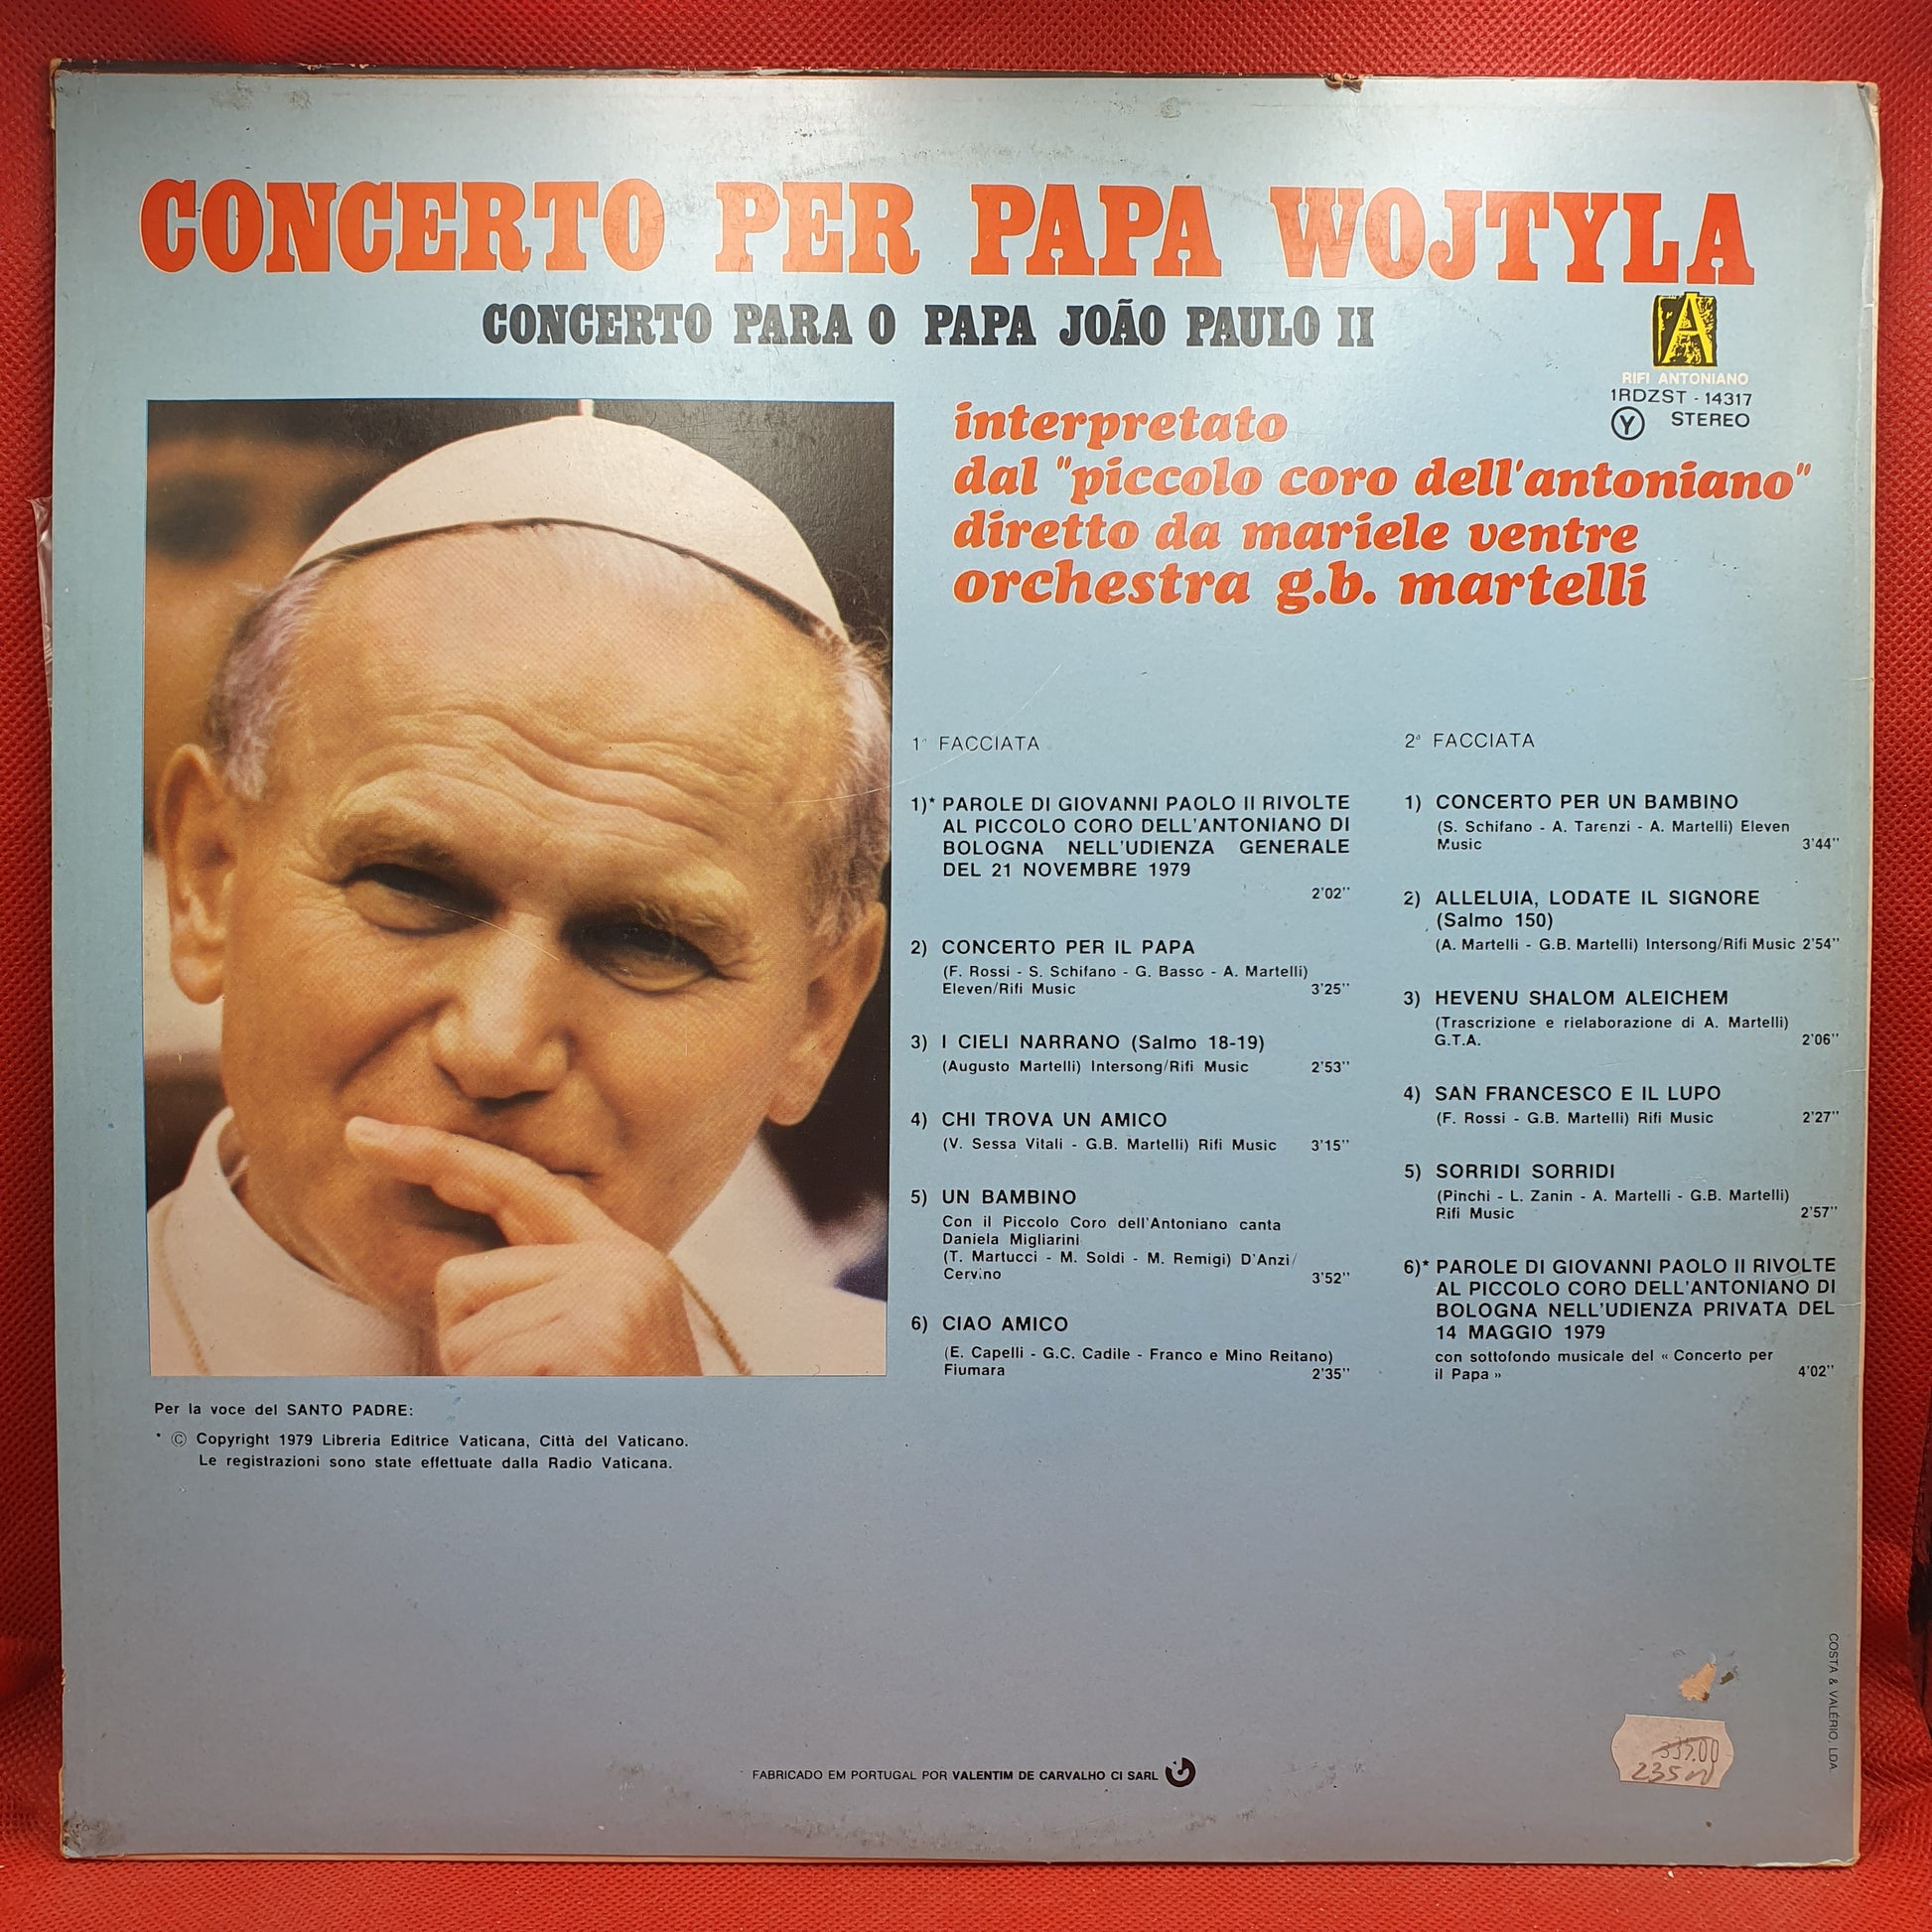 CONCERTO PER PAPA WOJTYLA
CONCERTO PARA O PAPA JOÃO PAULO II
A
RIFI ANTONIANO
1RDZST - 14317
Y STEREO
interpretato
dal "piccolo coro dell'antoniano"
diretto da mariele ventre
orchestra g.b. martelli
1ª FACCIATA
1)* PAROLE DI GIOVANNI PAOLO II RIVOLTE
AL PICCOLO CORO DELL'ANTONIANO DI
BOLOGNA NELL'UDIENZA GENERALE
DEL 21 NOVEMBRE 1979
2'02''
2) CONCERTO PER IL PAPA
(F. Rossi - S. Schifano - G. Basso - A. Martelli)
Eleven/Rifi Music 3'25''
3) I CIELI NARRANO (Salmo 18-19)
(Augusto Martelli) Intersong/Rifi Music 2'53''
4) CHI TROVA UN AMICO
(V. Sessa Vitali - G.B. Martelli) Rifi Music 3'15''
5) UN BAMBINO
Con il Piccolo Coro dell'Antoniano canta
Daniela Migliarini
(T. Martucci - M. Soldi - M. Remigi) D'Anzi/
Cervino 3'52''
6) CIAO AMICO
(E. Capelli - G.C. Cadile - Franco e Mino Reitano)
Fiumara 2'35''
2ª FACCIATA
1) CONCERTO PER UN BAMBINO
(S. Schifano - A. Tarenzi - A. Martelli) Eleven
Music 3'44''
2) ALLELUIA, LODATE IL SIGNORE
(Salmo 150)
(A. Martelli - G.B. Martelli) Intersong/Rifi Music 2'54''
3) HEVENU SHALOM ALEICHEM
(Trascrizione e rielaborazione di A. Martelli)
G.T.A. 2'06''
4) SAN FRANCESCO E IL LUPO
(F. Rossi - G.B. Martelli) Rifi Music 2'27''
5) SORRIDI SORRIDI
(Pinchi - L. Zanin - A. Martelli - G.B. Martelli)
Rifi Music 2'57''
6)* PAROLE DI GIOVANNI PAOLO II RIVOLTE
AL PICCOLO CORO DELL'ANTONIANO DI
BOLOGNA NELL'UDIENZA PRIVATA DEL
14 MAGGIO 1979
con sottofondo musicale del « Concerto per
il Papa » 4'02''
Per la voce del SANTO PADRE:
* © Copyright 1979 Libreria Editrice Vaticana, Città del Vaticano.
Le registrazioni sono state effettuate dalla Radio Vaticana.
FABRICADO EM PORTUGAL POR VALENTIM DE CARVALHO CI SARL
COSTA & VALÉRIO, LDA.